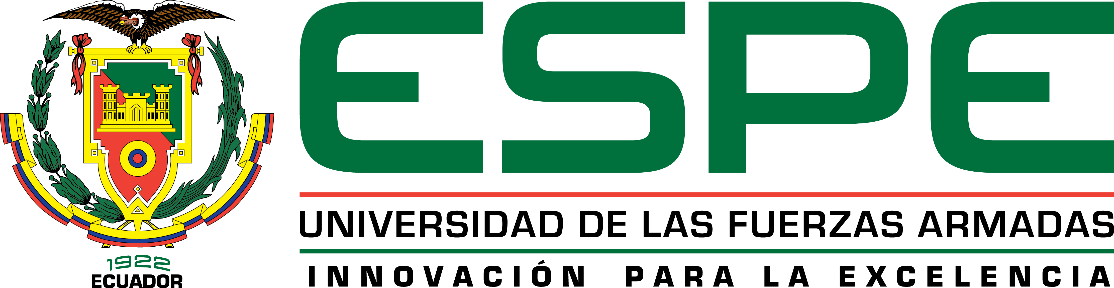 ESPE
UNIVERSIDAD DE LAS FUERZAS ARMADAS
INNOVACIÓN PARA LA EXCELENCIA
1922
ECUADOR